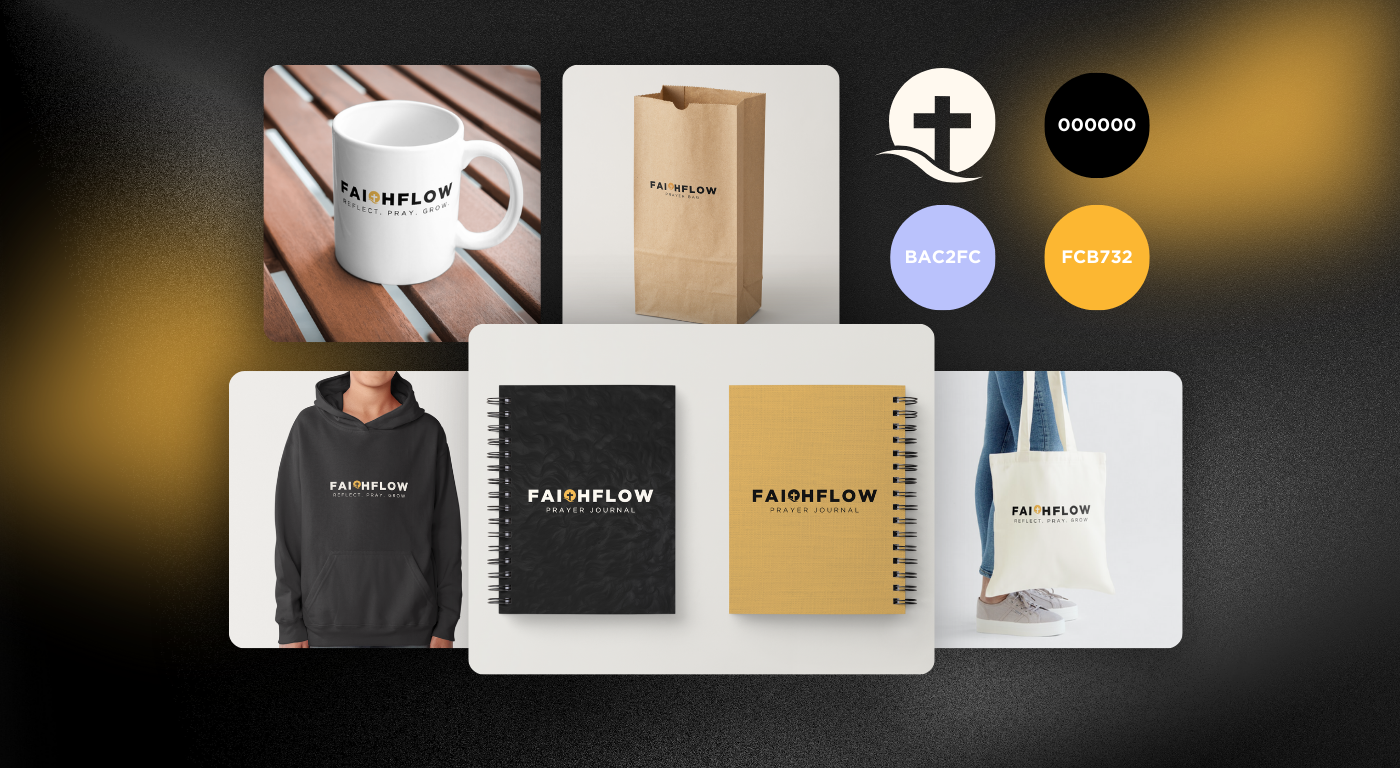 FAITHFLOW
REFLECT. PRAY. GROW.
FAITHFLOW
PRAYER BAG
000000
BAC2FC
FCB732
FAITHFLOW
REFLECT. PRAY. GROW
FAITHFLOW
PRAYER JOURNAL
FAITHFLOW
PRAYER JOURNAL
FAITHFLOW
REFLECT. PRAY. GROW